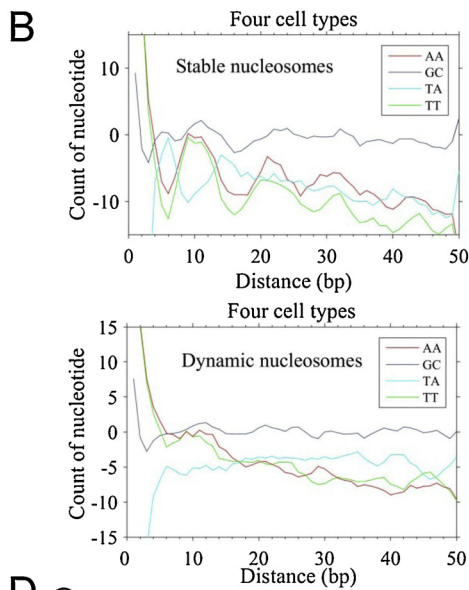 B
Four cell types
Stable nucleosomes
AA
GC
TA
TT
Count of nucleotide
10
0
-10
0 10 20 30 40 50
Distance (bp)
Four cell types
Dynamic nucleosomes
AA
GC
TA
TT
Count of nucleotide
15
10
5
0
-5
-10
-15
0 10 20 30 40 50
Distance (bp)